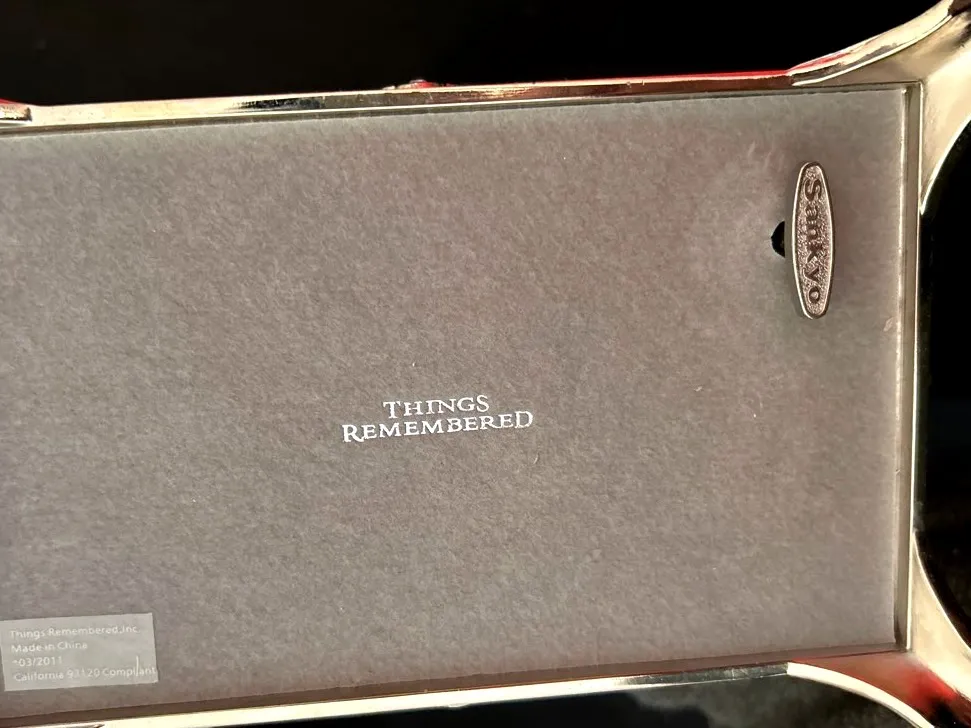 Sankyo
THINGS
REMEMBERED
Things Remembered, Inc.
Made in China
~03/2011
California 93120 Compliant